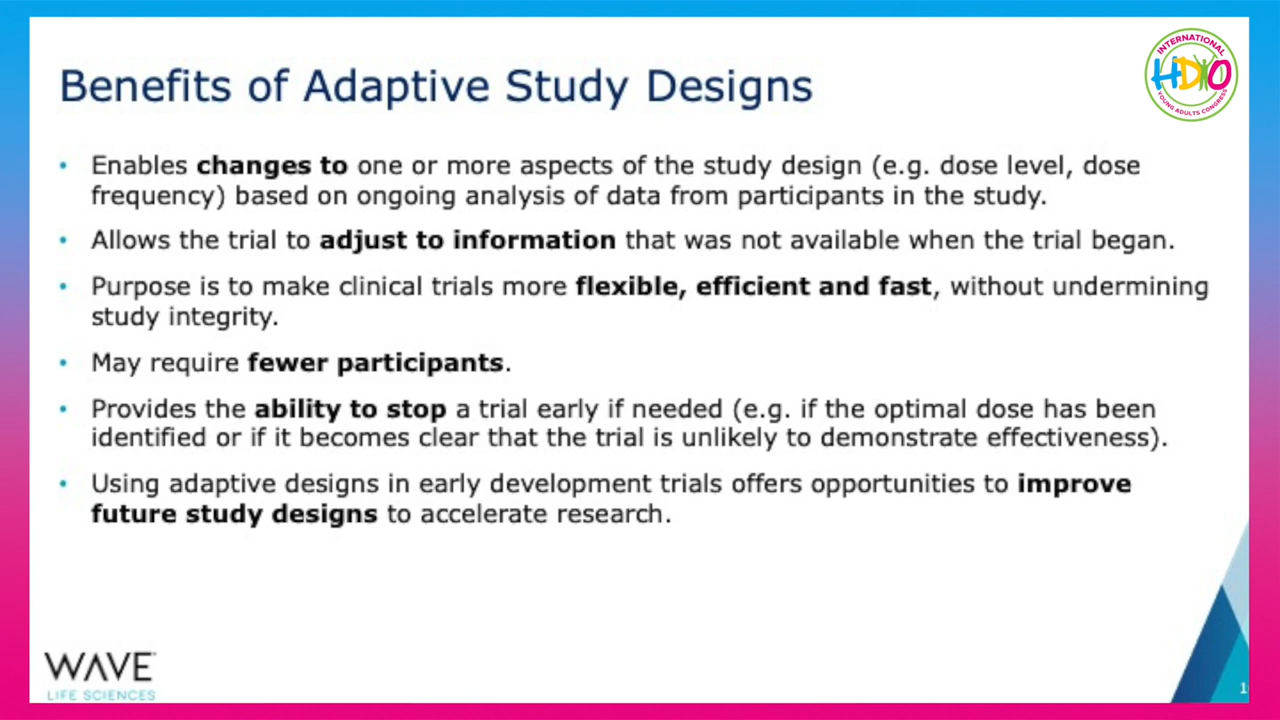 Benefits of Adaptive Study Designs
INTERNATIONAL
HDYO
YOUNG ADULTS CONGRESS
• Enables changes to one or more aspects of the study design (e.g. dose level, dose
frequency) based on ongoing analysis of data from participants in the study.
• Allows the trial to adjust to information that was not available when the trial began.
• Purpose is to make clinical trials more flexible, efficient and fast, without undermining
study integrity.
• May require fewer participants.
• Provides the ability to stop a trial early if needed (e.g. if the optimal dose has been
identified or if it becomes clear that the trial is unlikely to demonstrate effectiveness).
• Using adaptive designs in early development trials offers opportunities to improve
future study designs to accelerate research.
WAVE™
LIFE SCIENCES
1